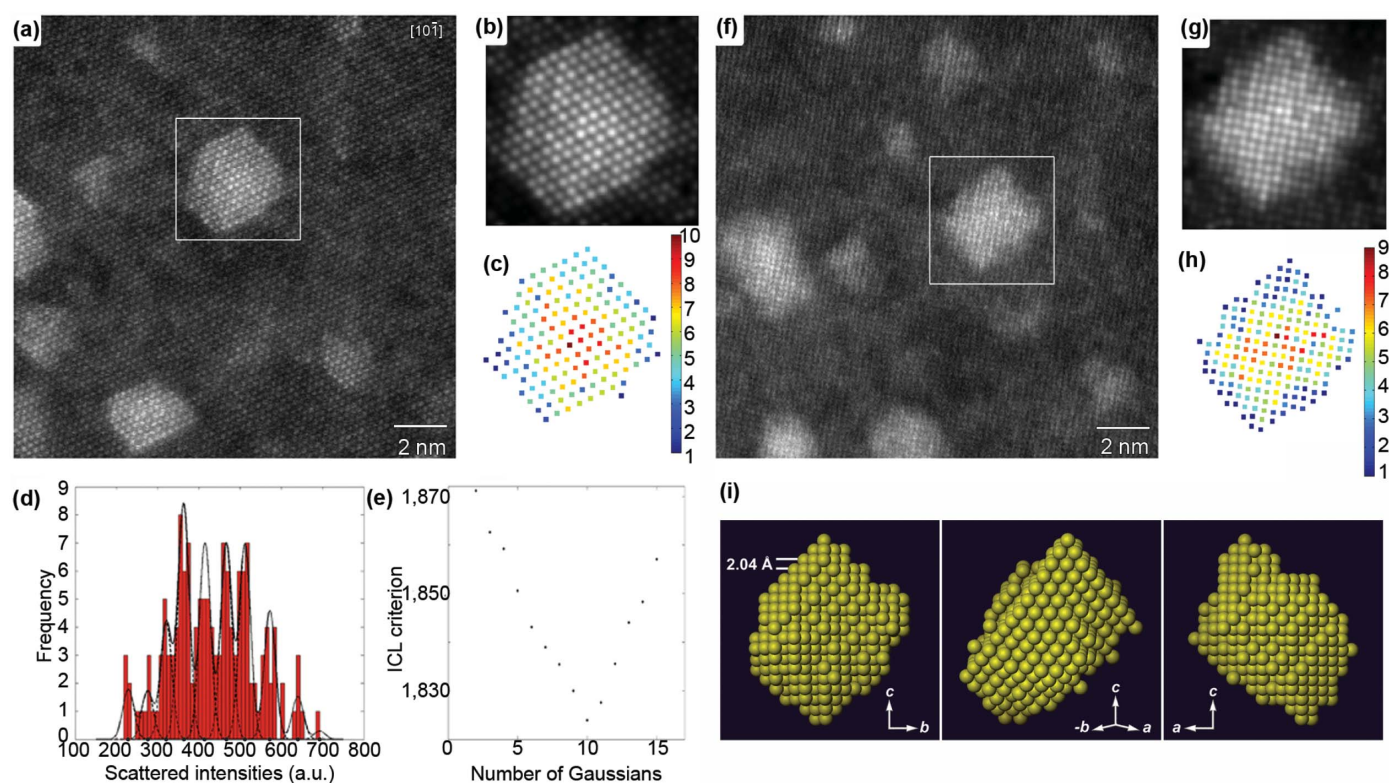 (a)
[101̄]
2 nm
(b)
(c)
10
9
8
7
6
5
4
3
2
1
(d)
9
8
7
6
5
4
3
2
1
0
Frequency
100 200 300 400 500 600 700 800
Scattered intensities (a.u.)
(e)
1,870
1,850
1,830
ICL criterion
0 5 10 15
Number of Gaussians
(f)
2 nm
(g)
(h)
9
8
7
6
5
4
3
2
1
(i)
2.04 Å
c
b
c
-b a
c
a